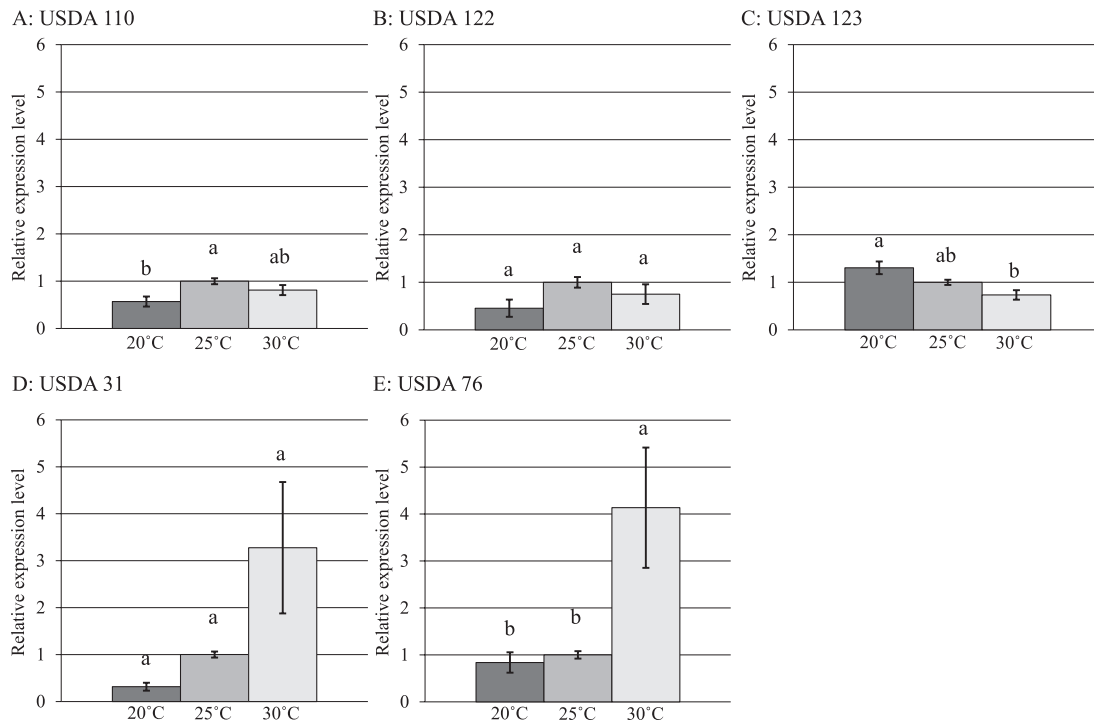 A: USDA 110
6
5
4
3
2
1
0
Relative expression level
b
a
ab
20˚C 25˚C 30˚C
B: USDA 122
6
5
4
3
2
1
0
Relative expression level
a
a
a
20˚C 25˚C 30˚C
C: USDA 123
6
5
4
3
2
1
0
Relative expression level
a
ab
b
20˚C 25˚C 30˚C
D: USDA 31
6
5
4
3
2
1
0
Relative expression level
a
a
a
20˚C 25˚C 30˚C
E: USDA 76
6
5
4
3
2
1
0
Relative expression level
b
b
a
20˚C 25˚C 30˚C